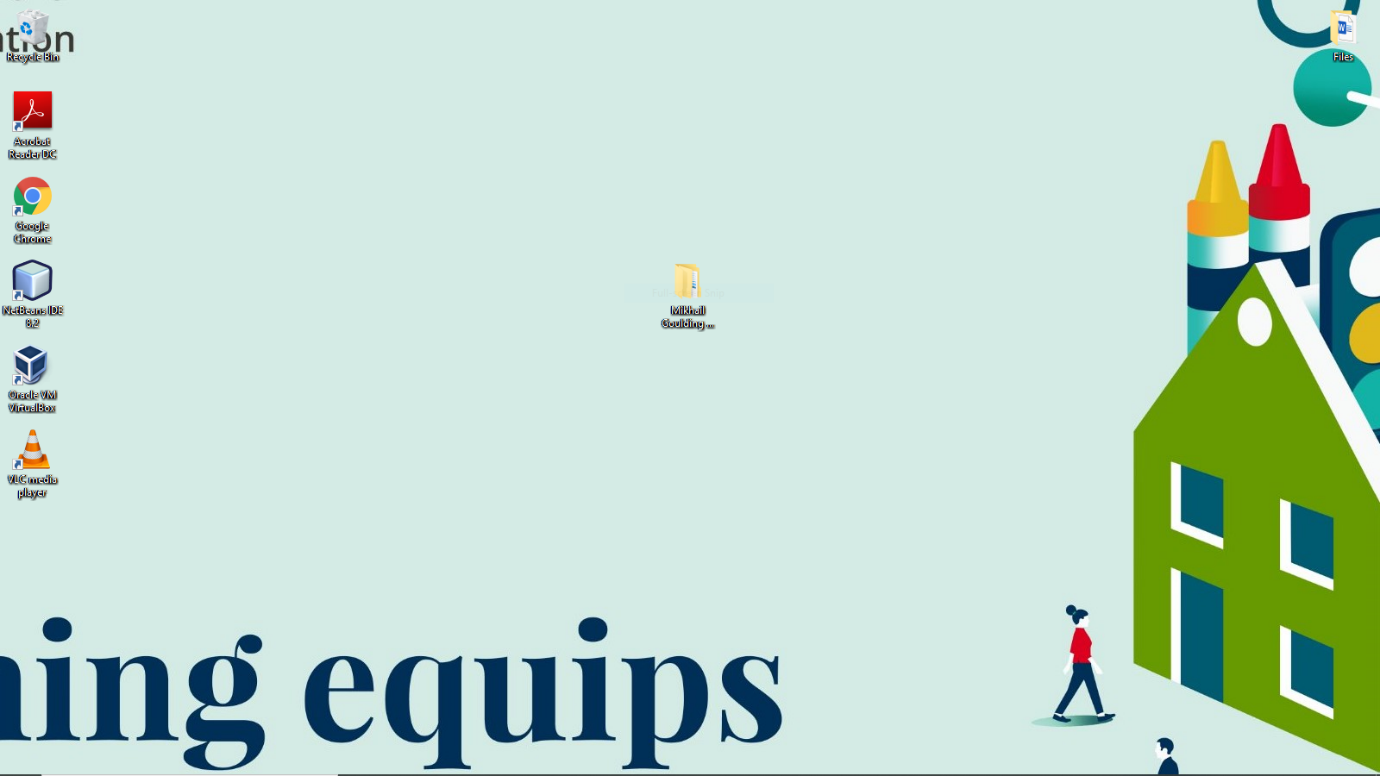 ation
Recycle Bin
Files
Acrobat
Reader DC
Google
Chrome
NetBeans IDE
8.2
Mikhail
Goulding ...
Oracle VM
VirtualBox
VLC media
player
ning equips